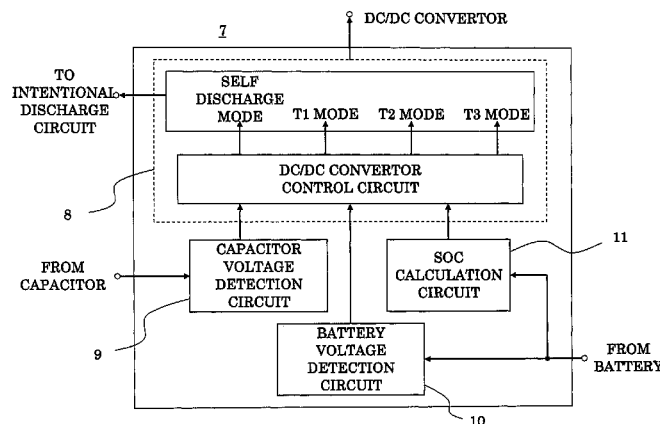 7
DC/DC CONVERTOR
TO
INTENTIONAL
DISCHARGE
CIRCUIT
SELF
DISCHARGE
MODE
T1 MODE
T2 MODE
T3 MODE
DC/DC CONVERTOR
CONTROL CIRCUIT
8
FROM
CAPACITOR
CAPACITOR
VOLTAGE
DETECTION
CIRCUIT
9
SOC
CALCULATION
CIRCUIT
11
BATTERY
VOLTAGE
DETECTION
CIRCUIT
10
FROM
BATTERY